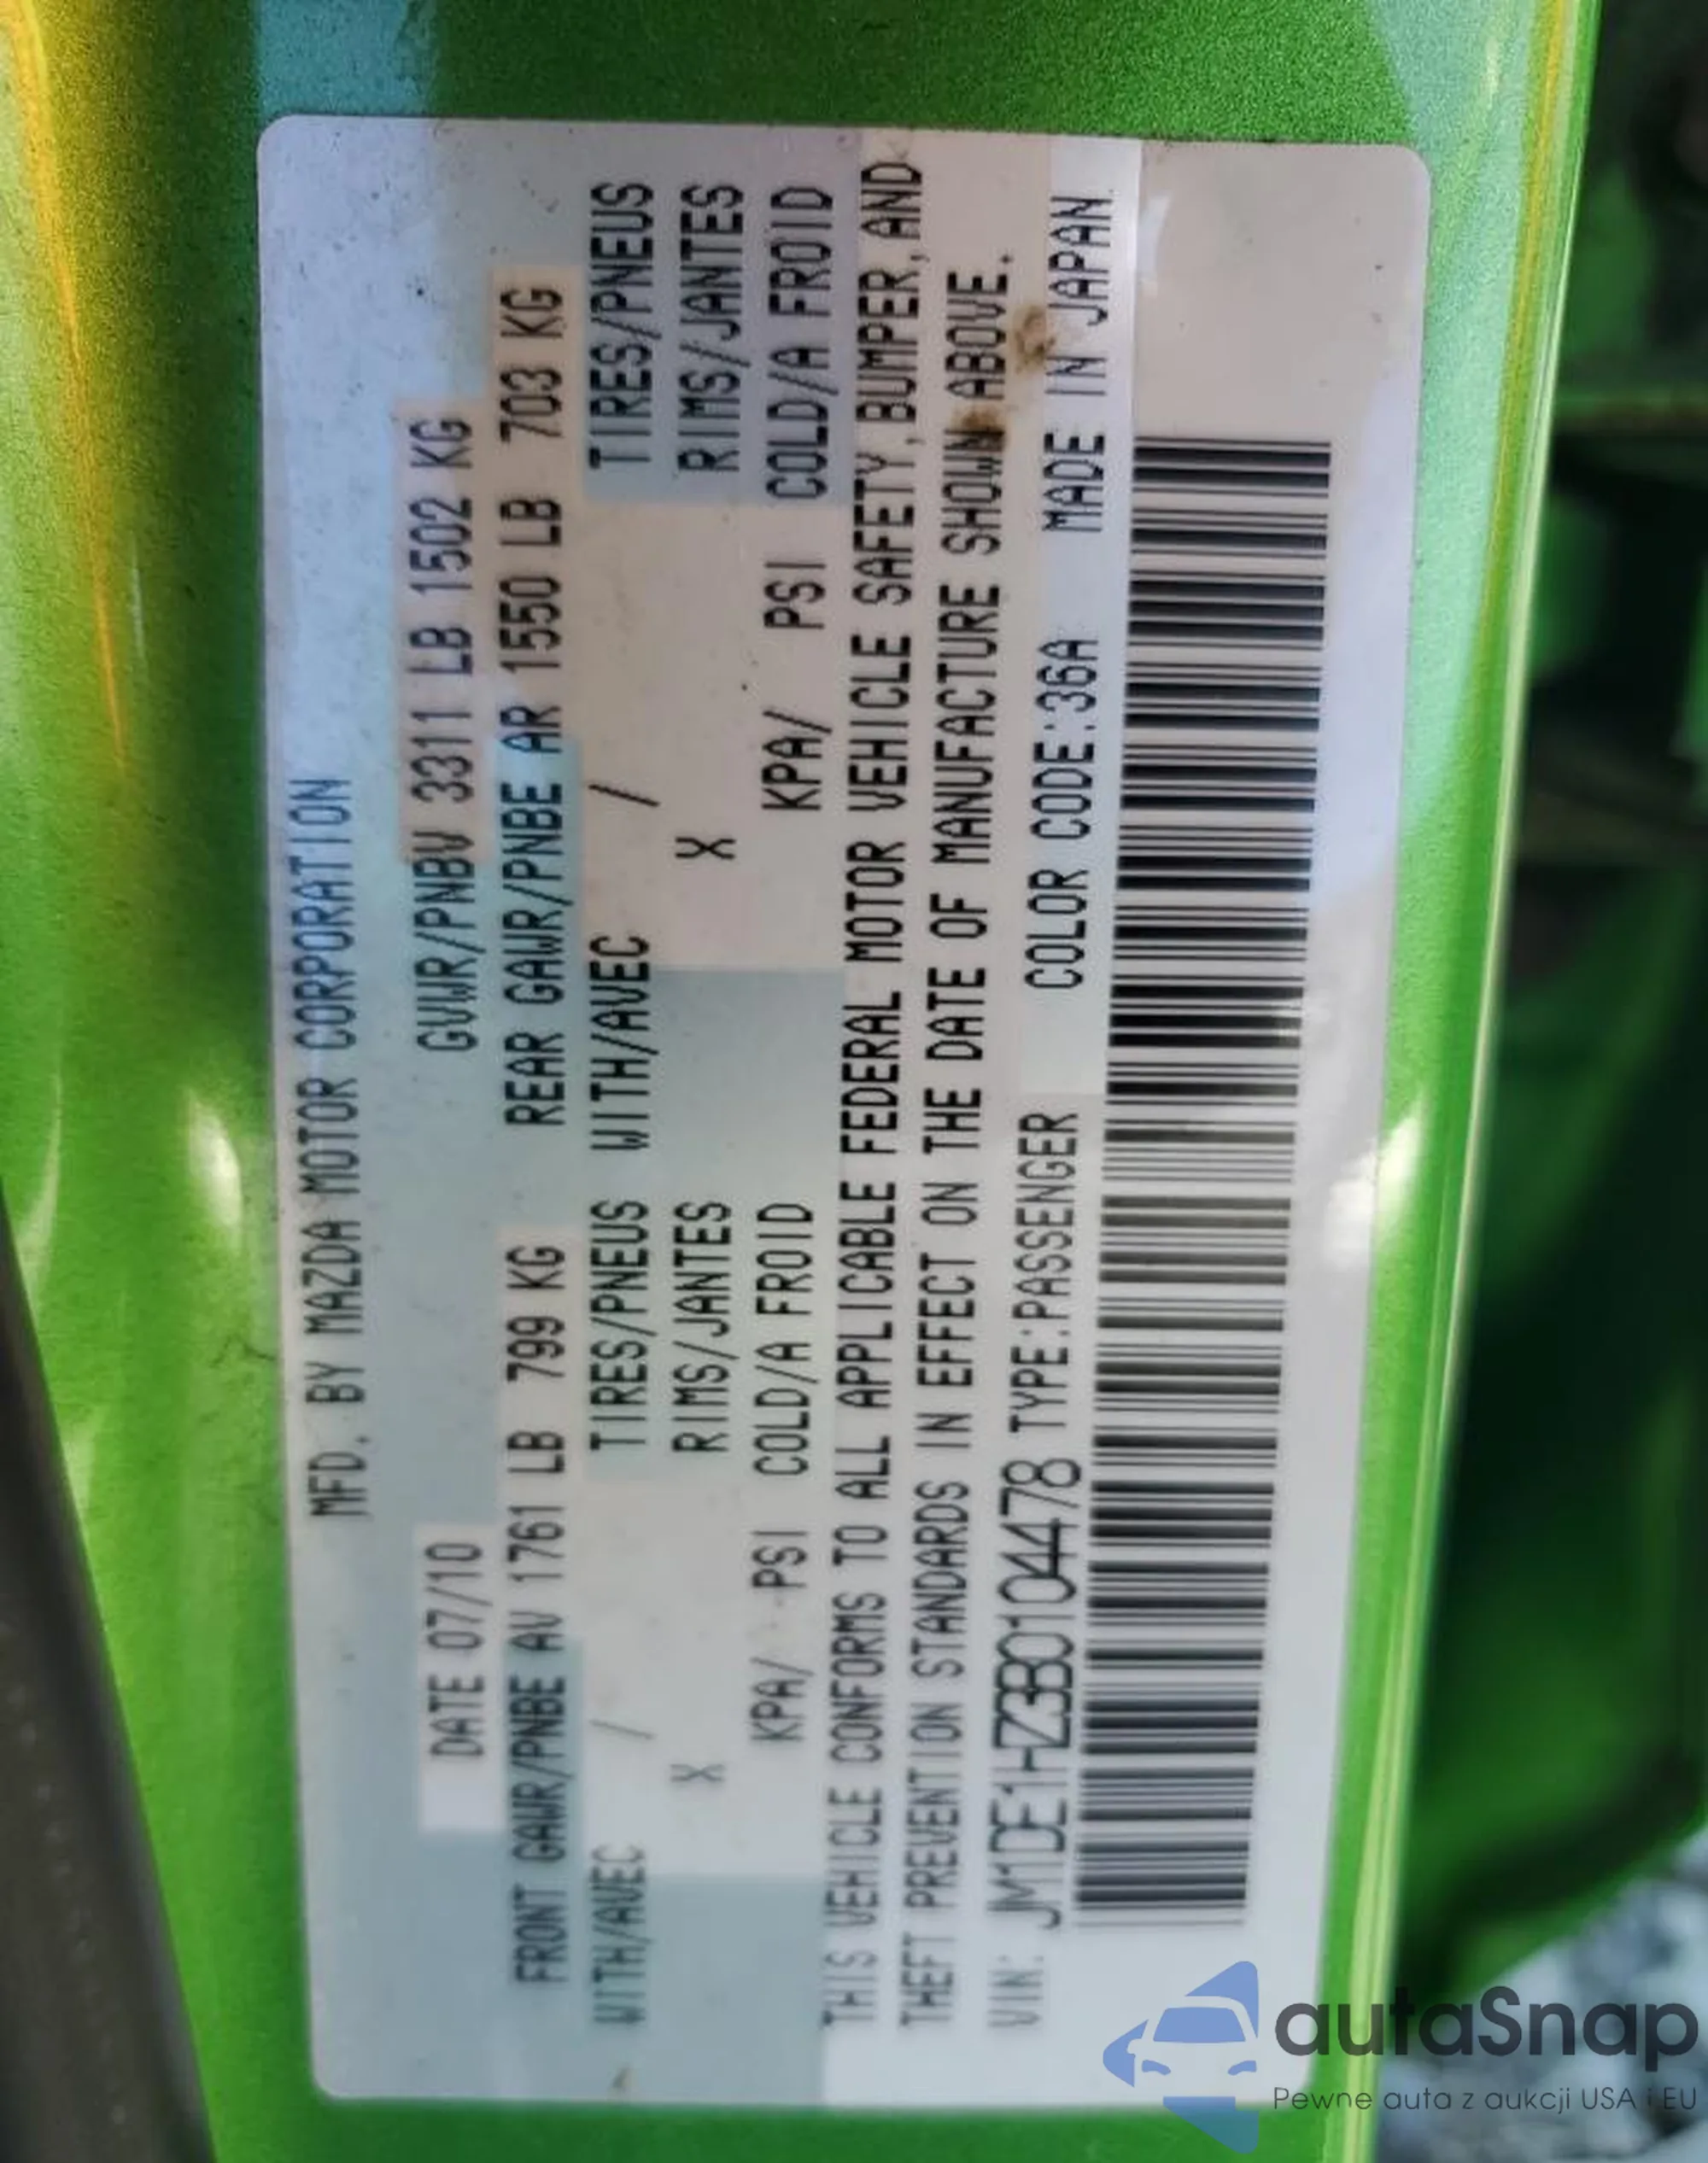 MFD. BY MAZDA MOTOR CORPORATION
DATE 07/10 GVWR/PNBV 3311 LB 1502 KG
FRONT GAWR/PNBE AV 1761 LB 799 KG REAR GAWR/PNBE AR 1550 LB 703 KG
WITH/AVEC / TIRES/PNEUS WITH/AVEC / TIRES/PNEUS
X RIMS/JANTES X RIMS/JANTES
KPA/ PSI COLD/A FROID KPA/ PSI COLD/A FROID
THIS VEHICLE CONFORMS TO ALL APPLICABLE FEDERAL MOTOR VEHICLE SAFETY,BUMPER,AND
THEFT PREVENTION STANDARDS IN EFFECT ON THE DATE OF MANUFACTURE SHOWN ABOVE.
VIN: JM1DE1HZ3B0104478 TYPE:PASSENGER COLOR CODE:36A MADE IN JAPAN
autaSnap
Pewne auta z aukcji USA i EU